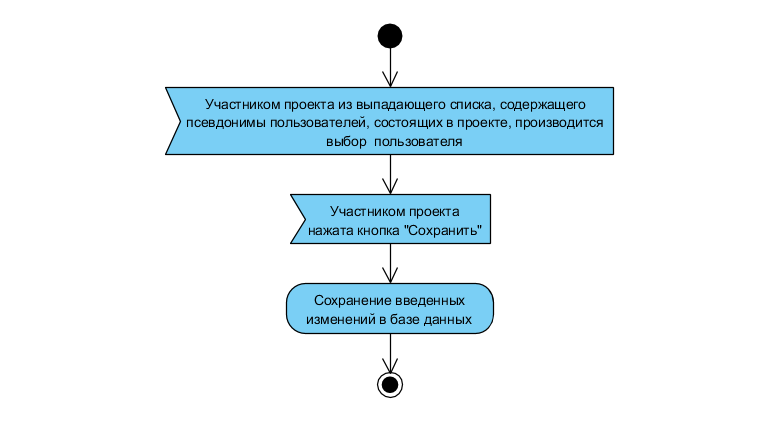 Участником проекта из выпадающего списка, содержащего
псевдонимы пользователей, состоящих в проекте, производится
выбор  пользователя
Участником проекта
нажата кнопка "Сохранить"
Сохранение введенных
изменений в базе данных